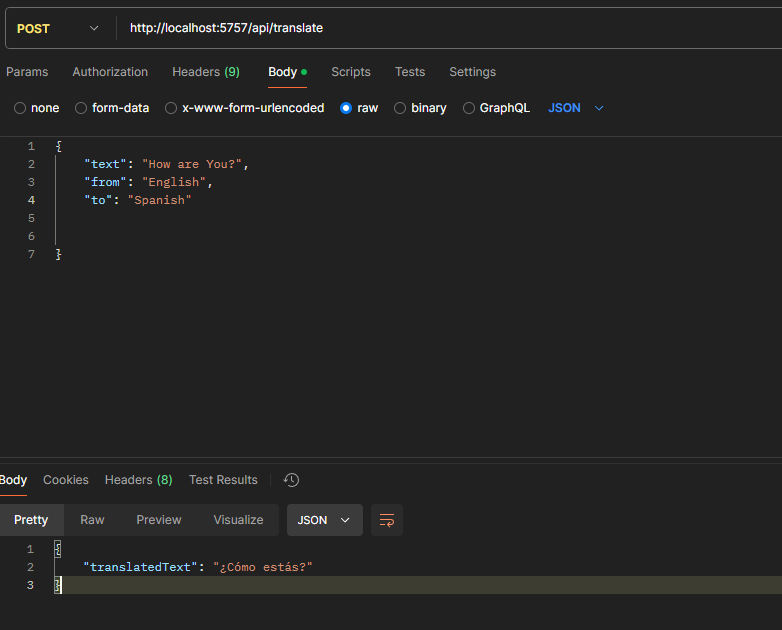 POST http://localhost:5757/api/translate
Params Authorization Headers (9) Body Scripts Tests Settings
none form-data x-www-form-urlencoded raw binary GraphQL JSON
1 {
2 "text": "How are You?",
3 "from": "English",
4 "to": "Spanish"
5
6
7 }
Body Cookies Headers (8) Test Results
Pretty Raw Preview Visualize JSON
1 {
2 "translatedText": "¿Cómo estás?"
3 }